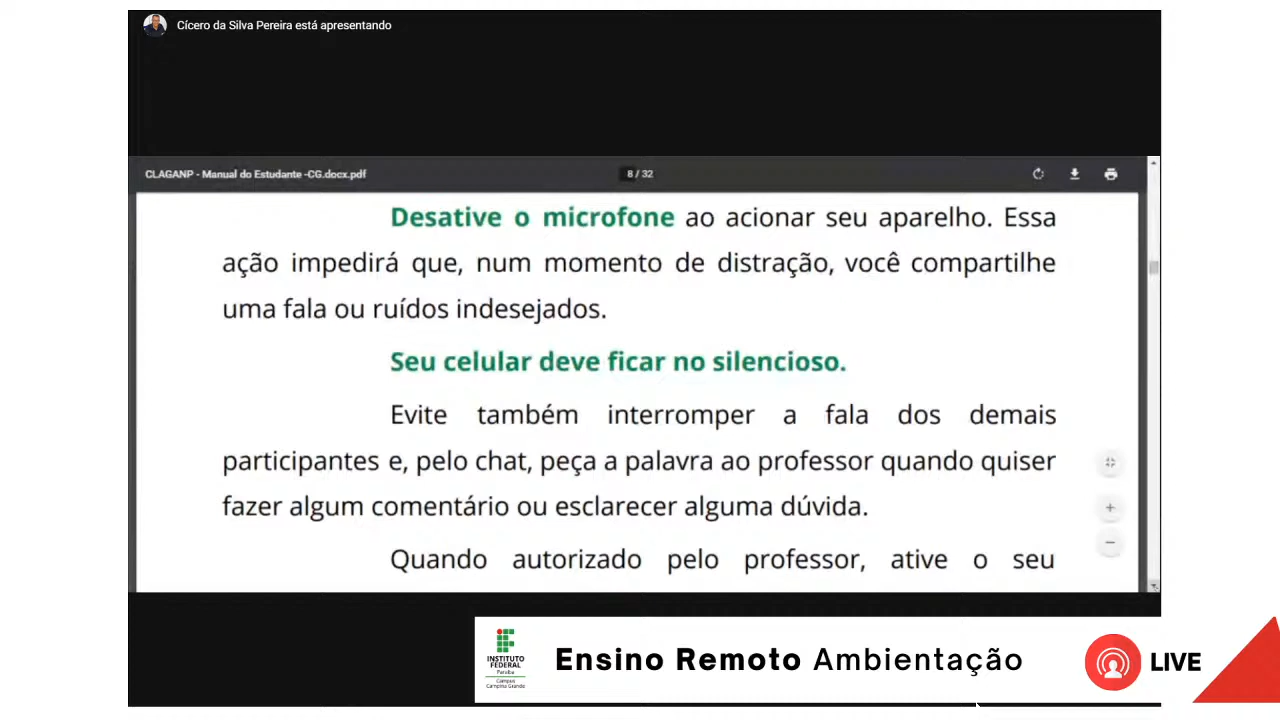 Cícero da Silva Pereira está apresentando
CLAGANP - Manual do Estudante -CG.docx.pdf
8 / 32
Desative o microfone ao acionar seu aparelho. Essa
ação impedirá que, num momento de distração, você compartilhe
uma fala ou ruídos indesejados.
Seu celular deve ficar no silencioso.
Evite também interromper a fala dos demais
participantes e, pelo chat, peça a palavra ao professor quando quiser
fazer algum comentário ou esclarecer alguma dúvida.
Quando autorizado pelo professor, ative o seu
INSTITUTO
FEDERAL
Paraíba
Campus
Campina Grande
Ensino Remoto Ambientação
LIVE